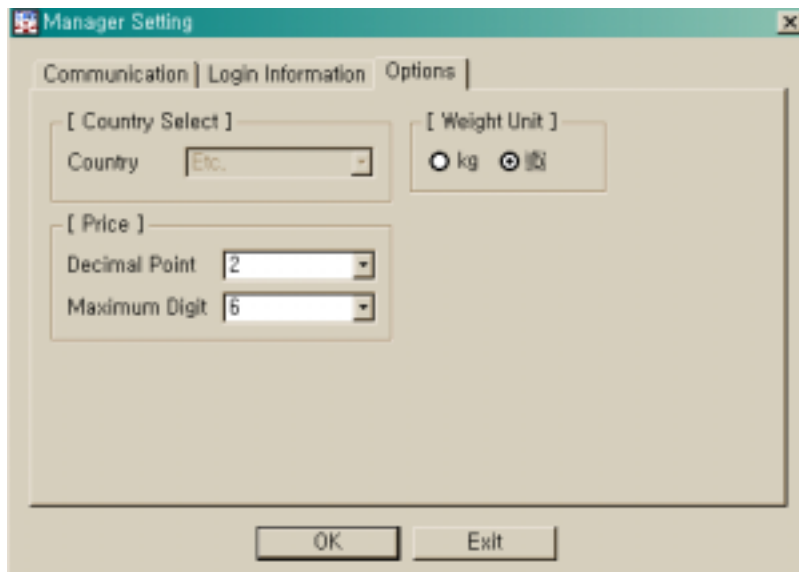 Manager Setting
Communication Login Information Options
[ Country Select ]
Country Etc.
[ Weight Unit ]
kg lb
[ Price ]
Decimal Point 2
Maximum Digit 6
OK Exit